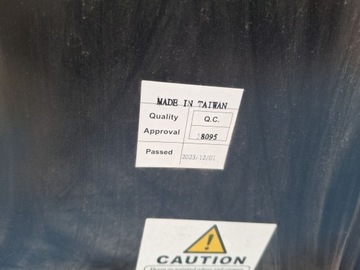 MADE IN TAIWAN
Quality
Q.C.
Approval
8095
Passed
2023/12/01
CAUTION